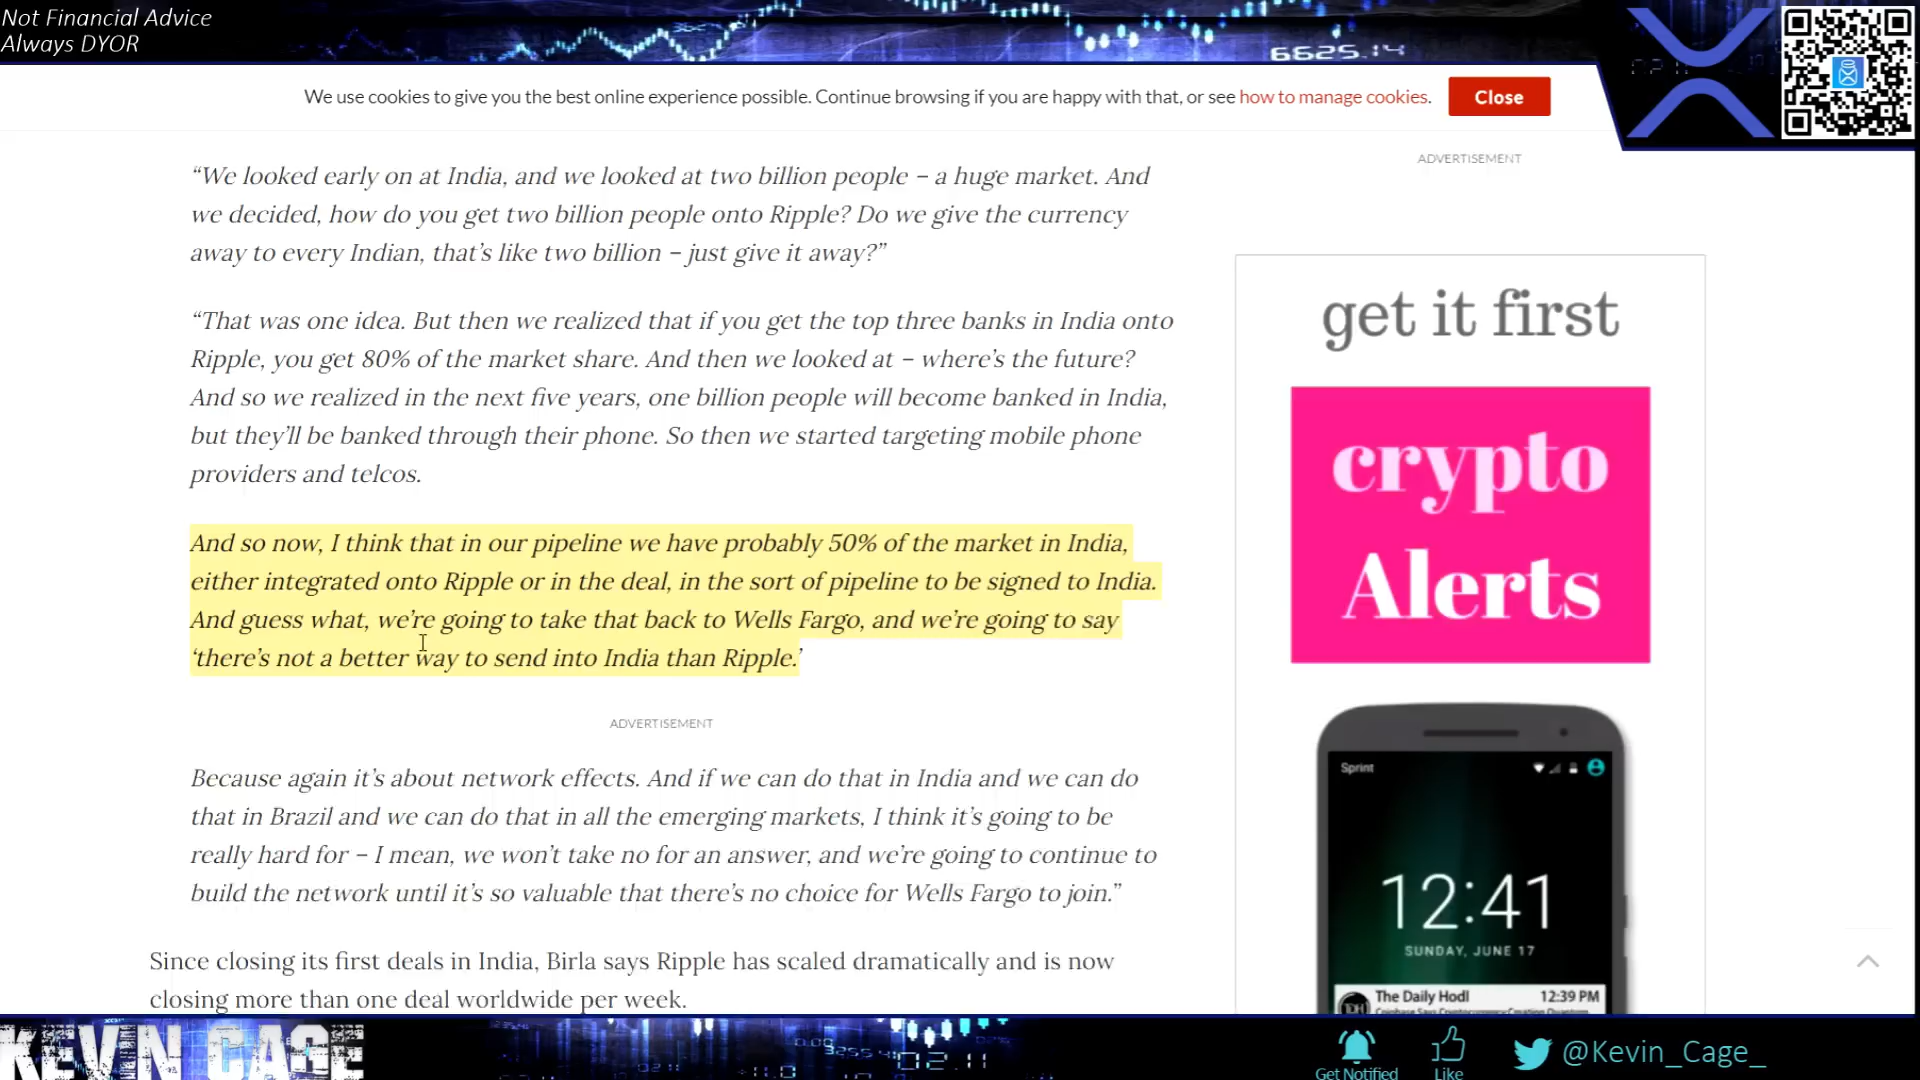 Not Financial Advice
Always DYOR
6625.14
We use cookies to give you the best online experience possible. Continue browsing if you are happy with that, or see how to manage cookies.
Close
ADVERTISEMENT
“We looked early on at India, and we looked at two billion people – a huge market. And
we decided, how do you get two billion people onto Ripple? Do we give the currency
away to every Indian, that’s like two billion – just give it away?”
“That was one idea. But then we realized that if you get the top three banks in India onto
Ripple, you get 80% of the market share. And then we looked at – where’s the future?
And so we realized in the next five years, one billion people will become banked in India,
but they’ll be banked through their phone. So then we started targeting mobile phone
providers and telcos.
And so now, I think that in our pipeline we have probably 50% of the market in India,
either integrated onto Ripple or in the deal, in the sort of pipeline to be signed to India.
And guess what, we’re going to take that back to Wells Fargo, and we’re going to say
‘there’s not a better way to send into India than Ripple.’
ADVERTISEMENT
Because again it’s about network effects. And if we can do that in India and we can do
that in Brazil and we can do that in all the emerging markets, I think it’s going to be
really hard for – I mean, we won’t take no for an answer, and we’re going to continue to
build the network until it’s so valuable that there’s no choice for Wells Fargo to join.”
Since closing its first deals in India, Birla says Ripple has scaled dramatically and is now
closing more than one deal worldwide per week.
get it first
crypto
Alerts
Sprint
12:41
SUNDAY, JUNE 17
The Daily Hodl
12:39 PM
KEVIN CAGE
02.11
Get Notified
Like
@Kevin_Cage_